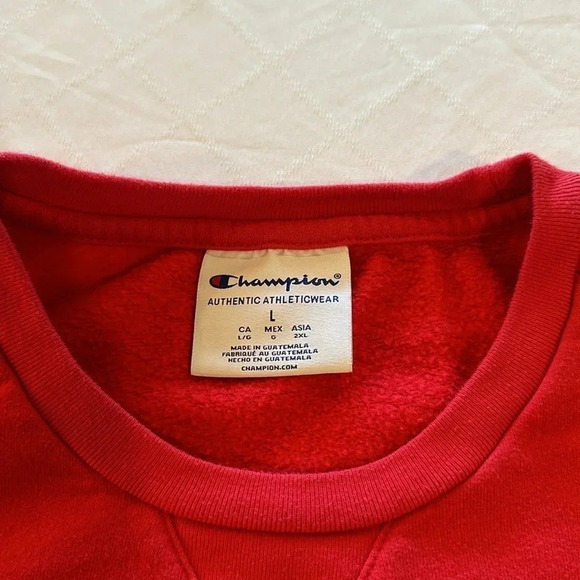 Champion®
AUTHENTIC ATHLETICWEAR
L
CA MEX ASIA
L/G G 2XL
MADE IN GUATEMALA
FABRIQUÉ AU GUATEMALA
HECHO EN GUATEMALA
CHAMPION.COM